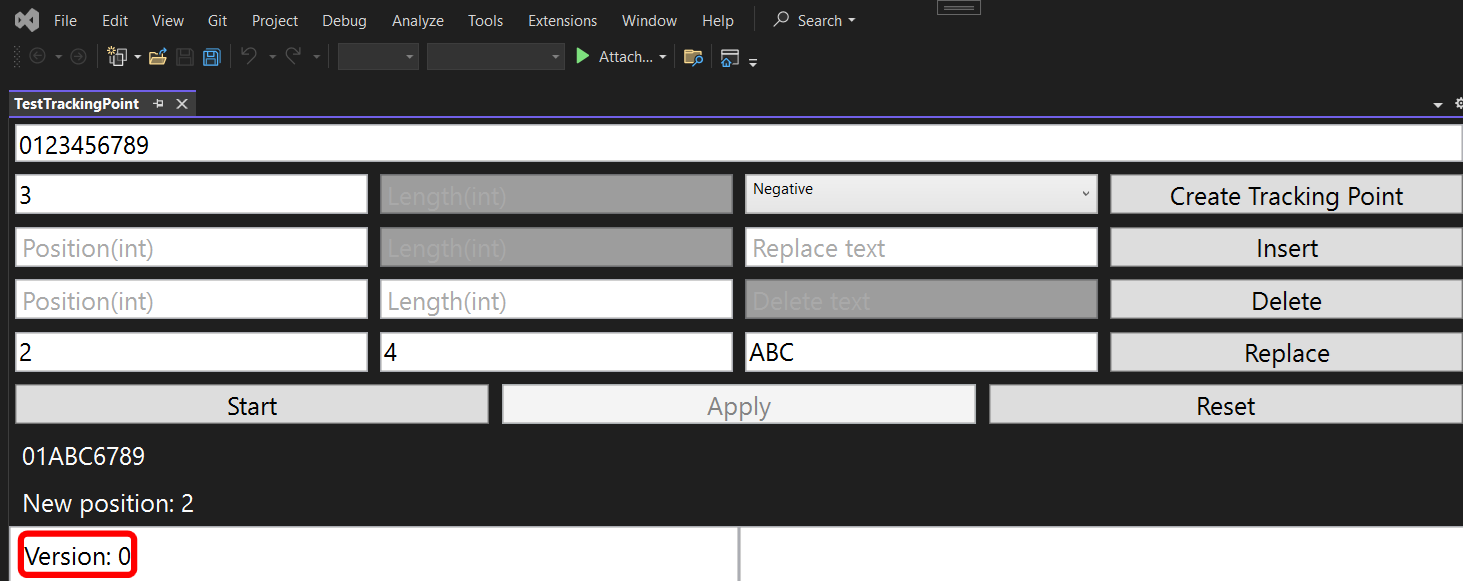 File Edit View Git Project Debug Analyze Tools Extensions Window Help Search
Attach...
TestTrackingPoint
0123456789
3 Length(int) Negative Create Tracking Point
Position(int) Length(int) Replace text Insert
Position(int) Length(int) Delete text Delete
2 4 ABC Replace
Start Apply Reset
01ABC6789
New position: 2
Version: 0